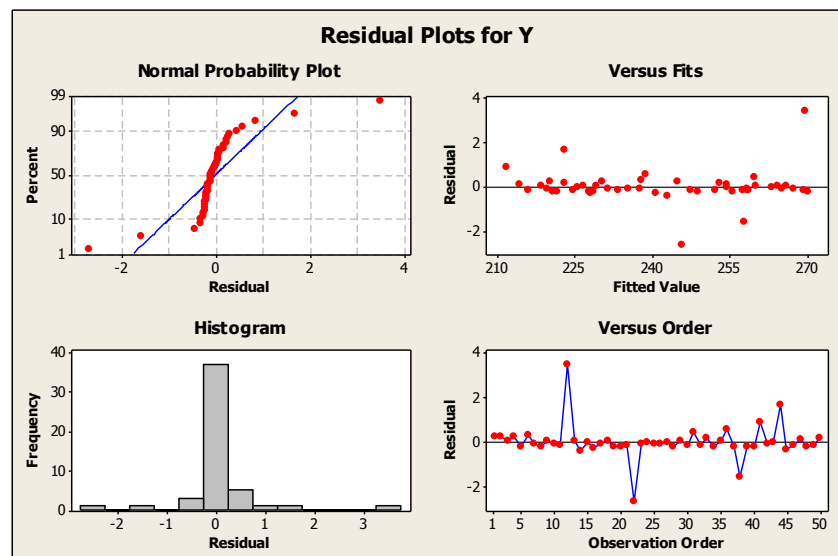 Residual Plots for Y
Normal Probability Plot
99
90
50
10
1
Percent
-2 0 2 4
Residual
Versus Fits
4
2
0
-2
Residual
210 225 240 255 270
Fitted Value
Histogram
40
30
20
10
0
Frequency
-2 -1 0 1 2 3
Residual
Versus Order
4
2
0
-2
Residual
1 5 10 15 20 25 30 35 40 45 50
Observation Order